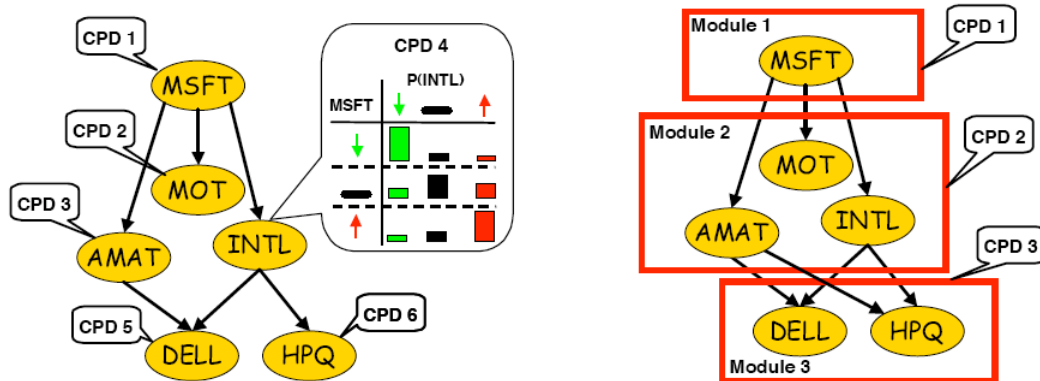 CPD 1
MSFT
CPD 2
MOT
CPD 3
AMAT
INTL
CPD 5
DELL
HPQ
CPD 6
CPD 4
P(INTL)
MSFT
Module 1
CPD 1
MSFT
Module 2
CPD 2
MOT
AMAT
INTL
CPD 3
DELL
HPQ
Module 3